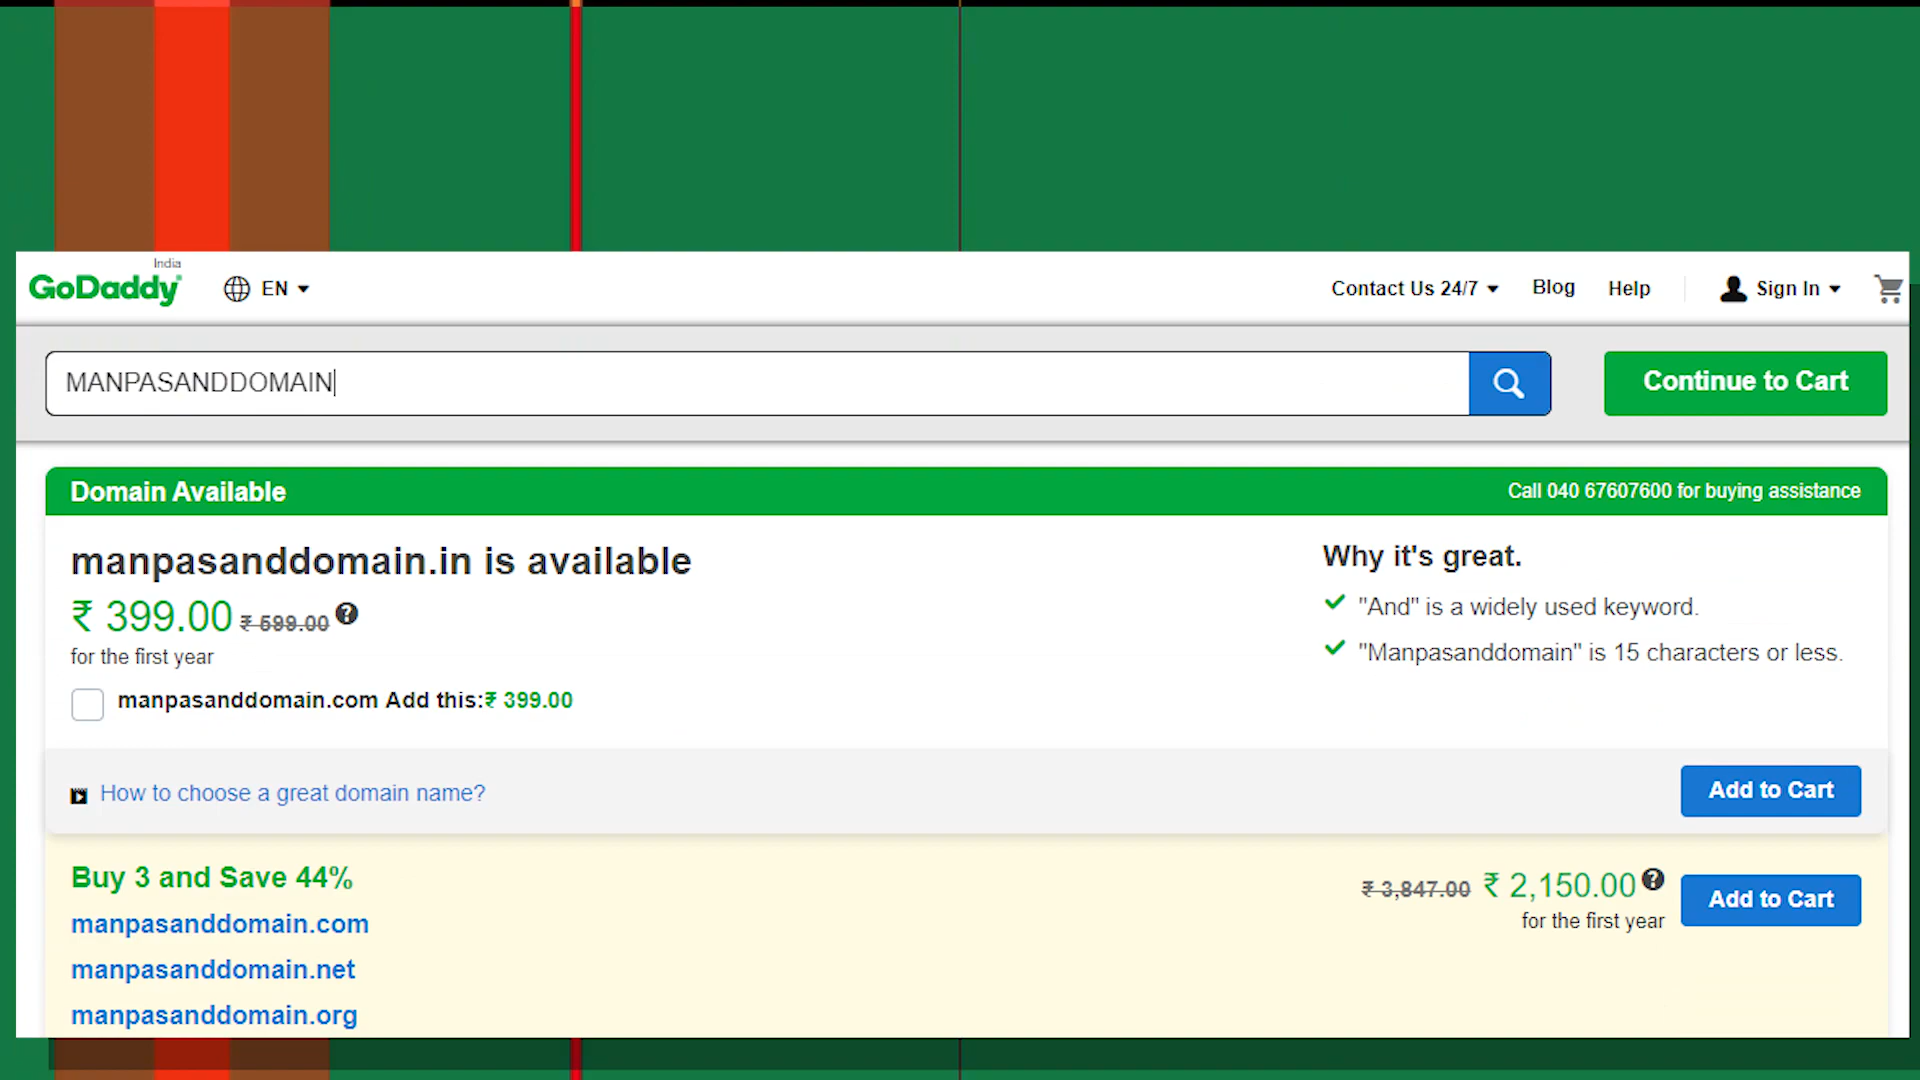 India
GoDaddy EN Contact Us 24/7 Blog Help Sign In
MANPASANDDOMAIN Continue to Cart
Domain Available Call 040 67607600 for buying assistance
manpasanddomain.in is available Why it's great.
₹ 399.00 ₹ 599.00 ? "And" is a widely used keyword.
for the first year "Manpasanddomain" is 15 characters or less.
manpasanddomain.com Add this:₹ 399.00
How to choose a great domain name? Add to Cart
Buy 3 and Save 44% ₹ 3,847.00 ₹ 2,150.00 ? Add to Cart
manpasanddomain.com for the first year
manpasanddomain.net
manpasanddomain.org